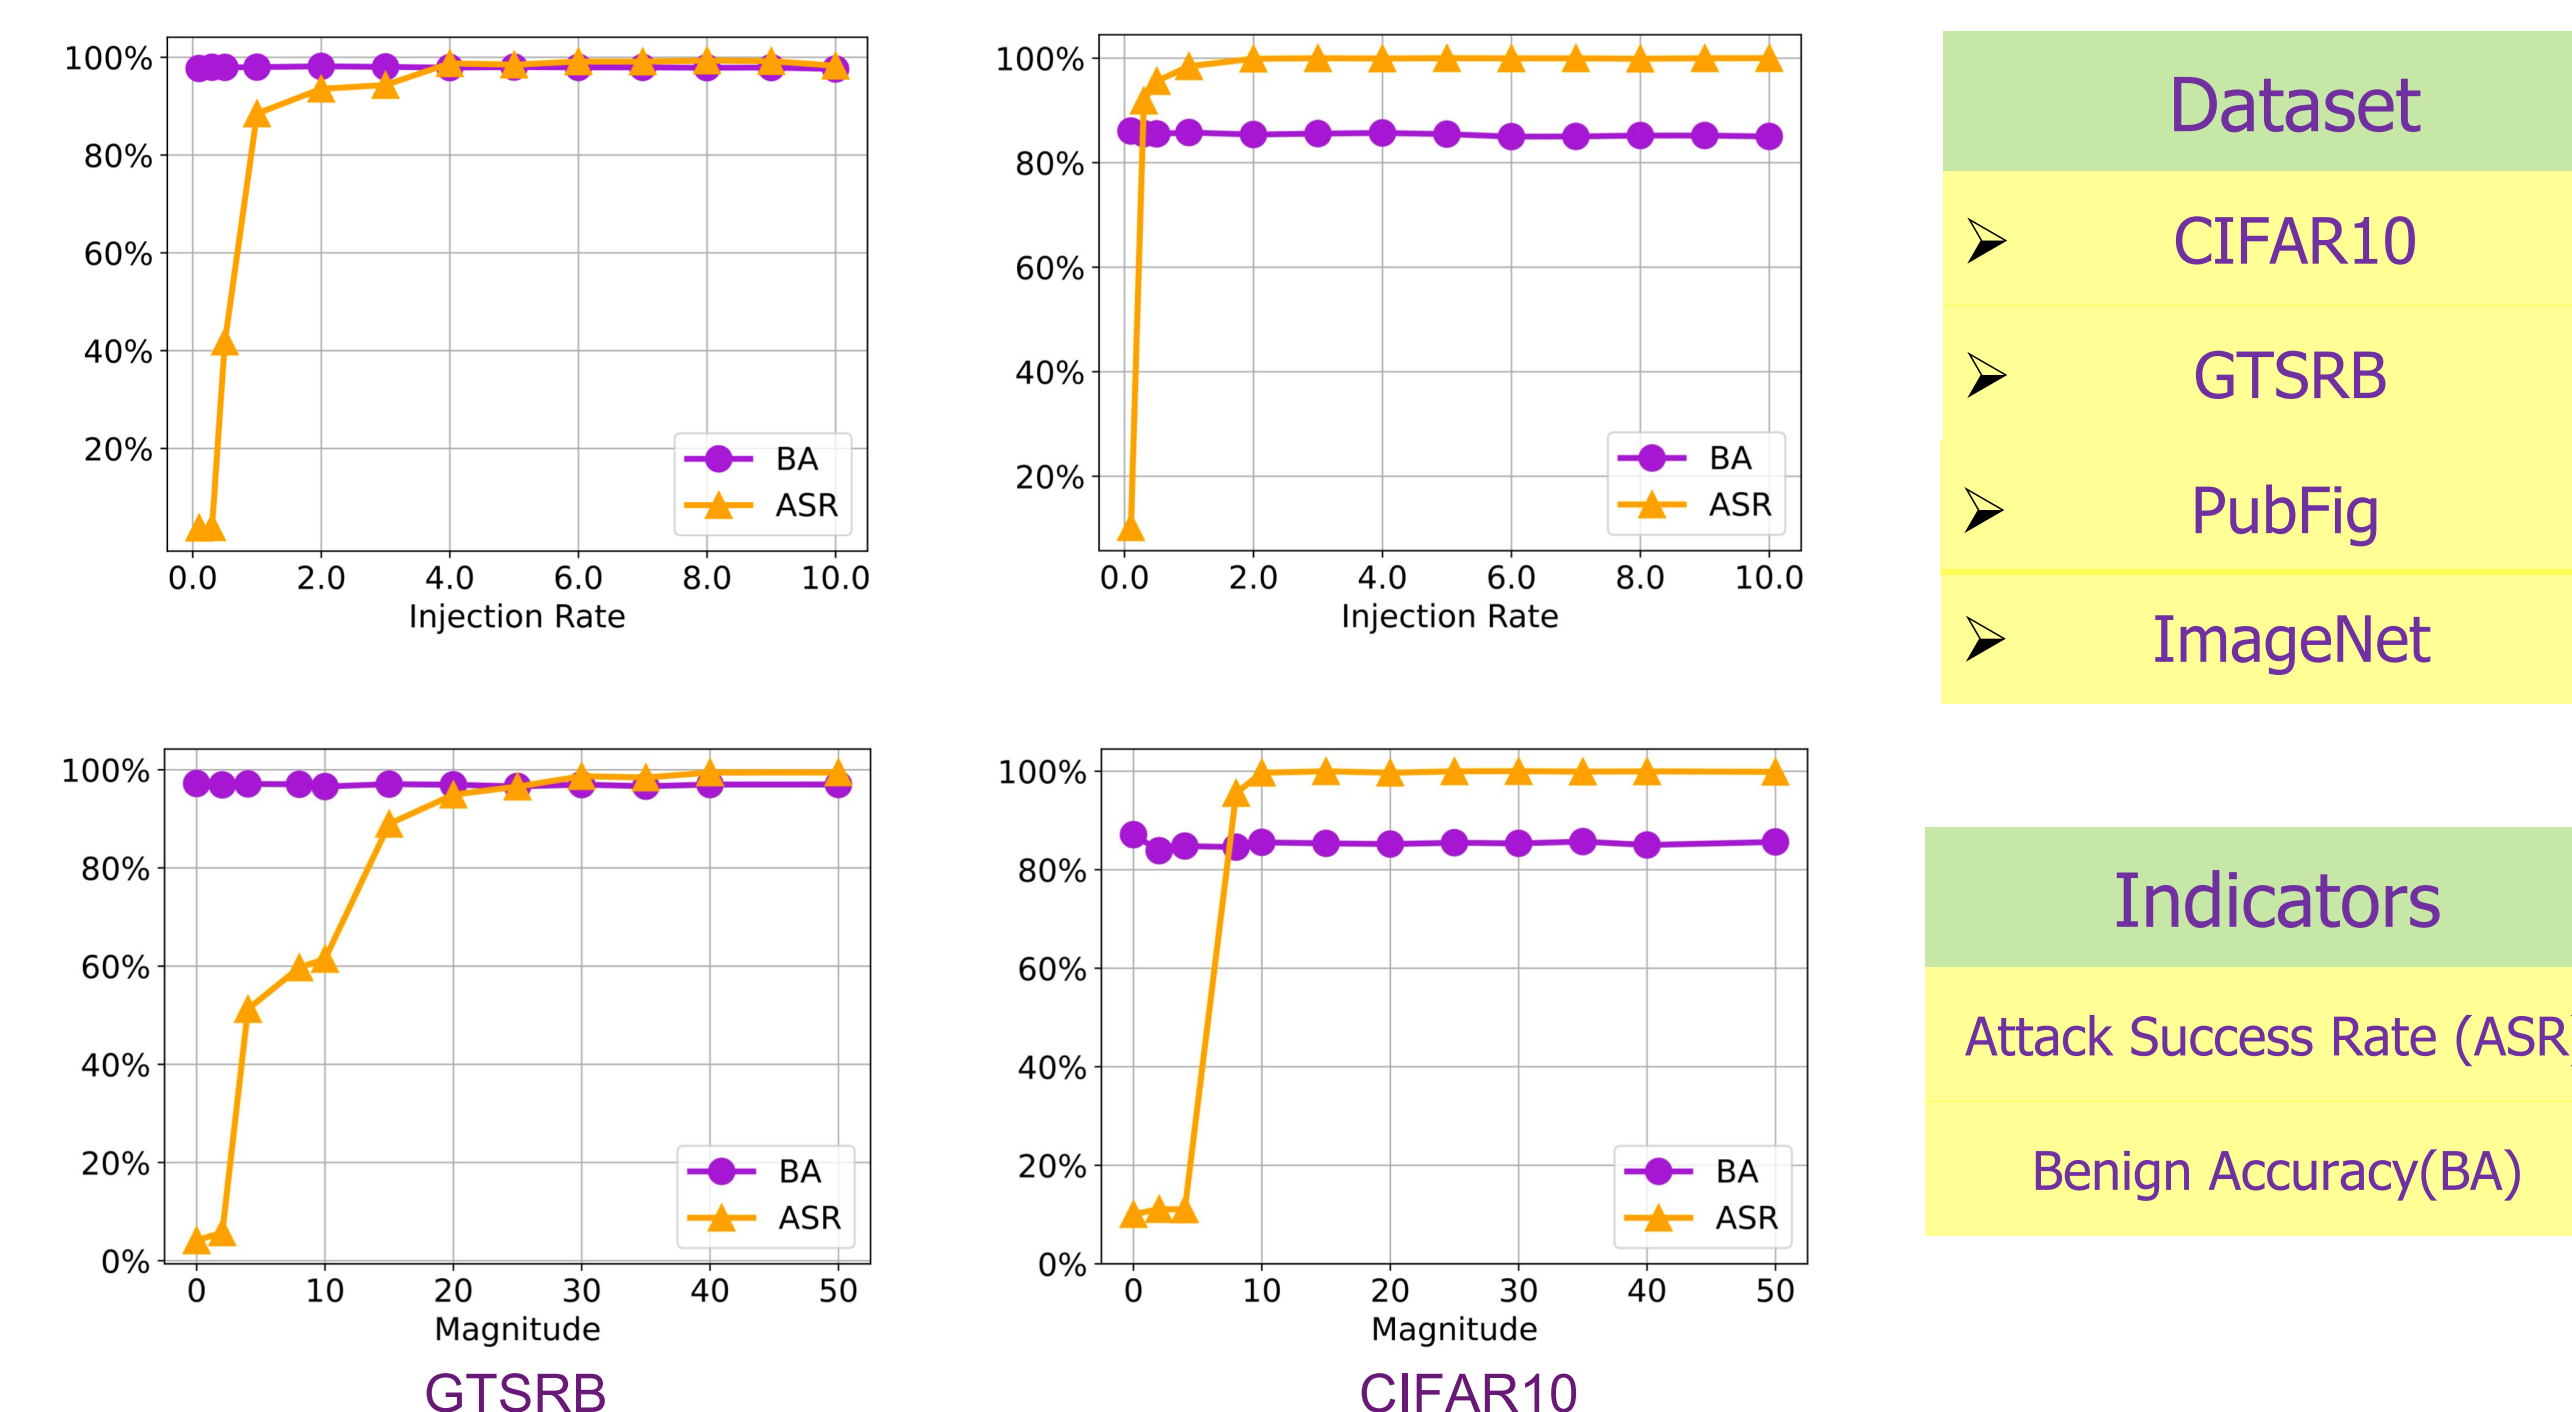 100%
80%
60%
40%
20%
BA
ASR
0.0 2.0 4.0 6.0 8.0 10.0
Injection Rate
100%
80%
60%
40%
20%
BA
ASR
0.0 2.0 4.0 6.0 8.0 10.0
Injection Rate
Dataset
➢ CIFAR10
➢ GTSRB
➢ PubFig
➢ ImageNet
100%
80%
60%
40%
20%
0%
BA
ASR
0 10 20 30 40 50
Magnitude
GTSRB
100%
80%
60%
40%
20%
0%
BA
ASR
0 10 20 30 40 50
Magnitude
CIFAR10
Indicators
Attack Success Rate (ASR)
Benign Accuracy(BA)